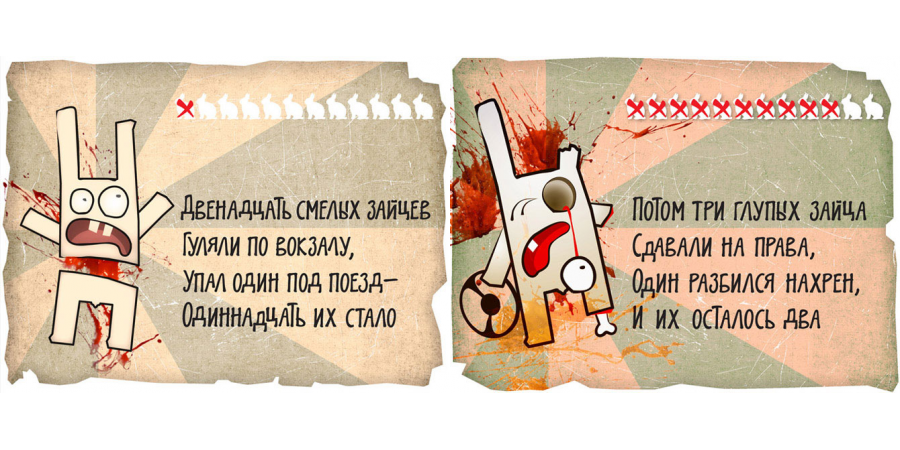 Двенадцать смелых зайцев
Гуляли по вокзалу,
Упал один под поезд—
Одиннадцать их стало
Потом три глупых зайца
Сдавали на права,
Один разбился нахрен,
И их осталось два